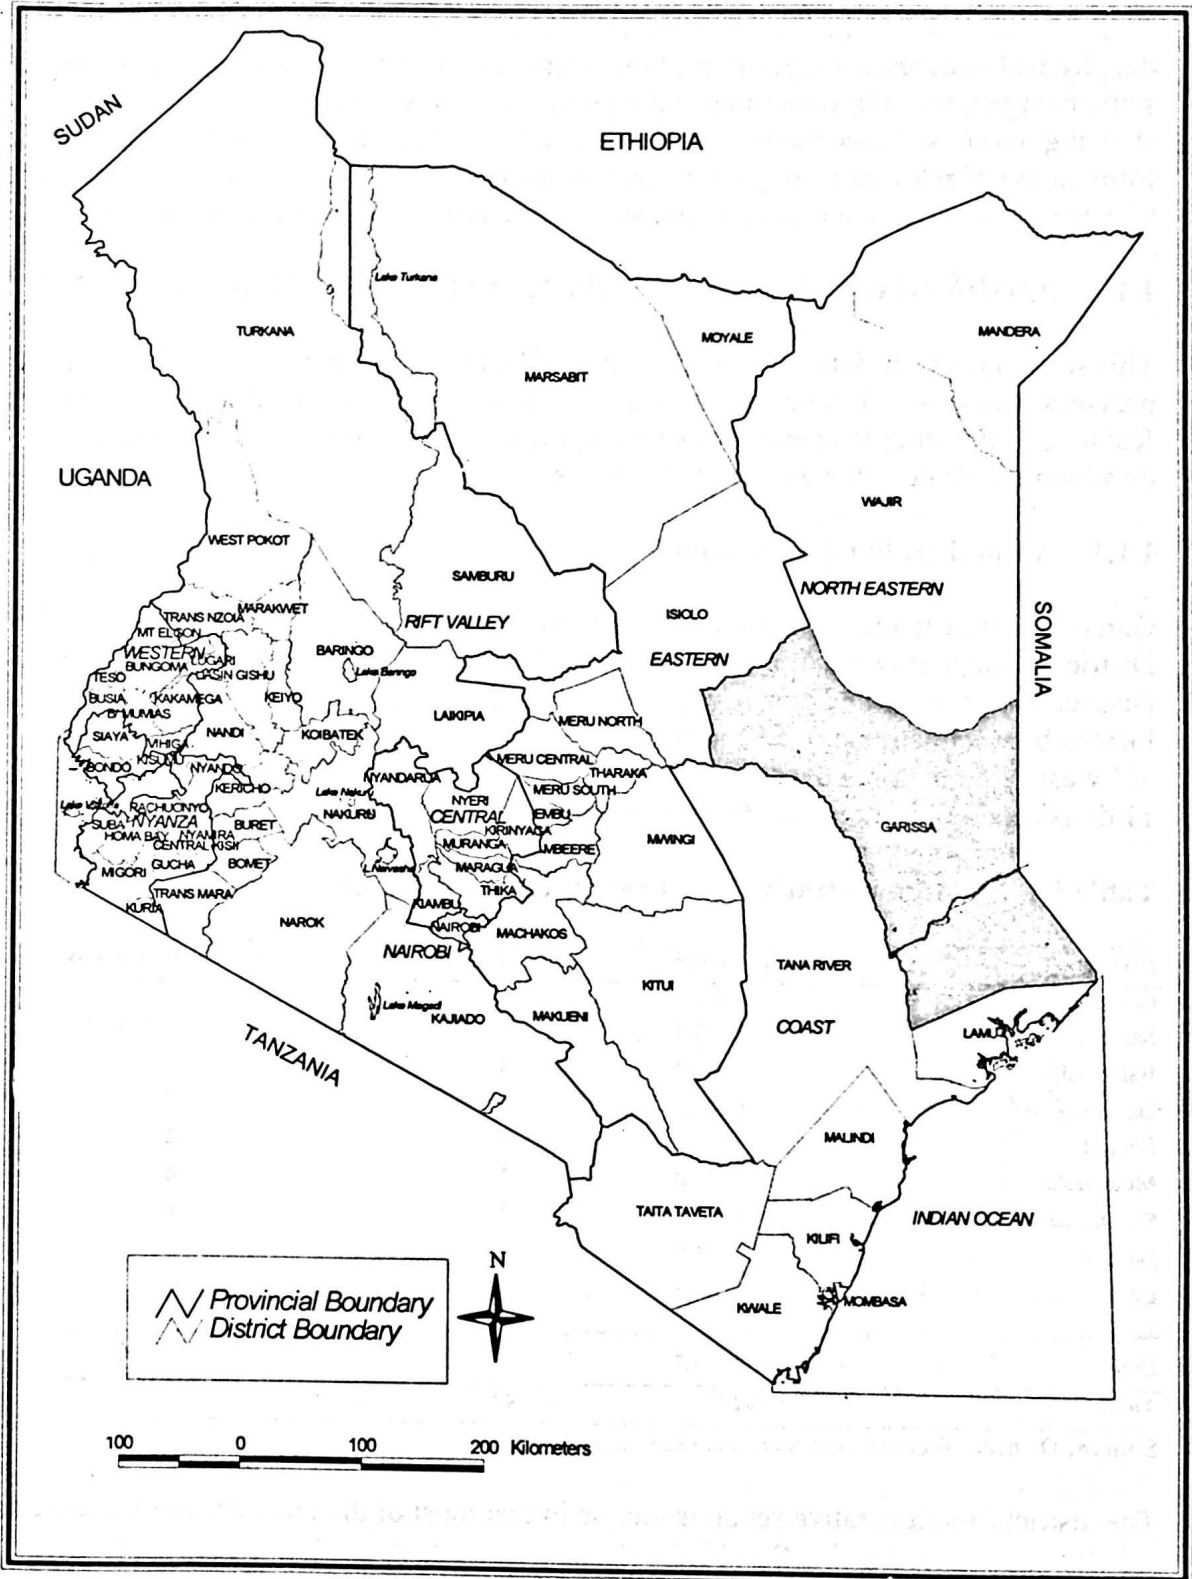 SUDAN
ETHIOPIA
Lake Turkana
TURKANA
MOYALE
MANDERA
MARSABIT
UGANDA
WAJIR
WEST POKOT
SAMBURU
NORTH EASTERN
MARAKWET
TRANS NZOIA
RIFT VALLEY
ISIOLO
SOMALIA
MT ELGON
WESTERN
BARINGO
LUGARI
EASTERN
BUNGOMA
Lake Baringo
TESO
UASIN GISHU
BUSIA
KAKAMEGA
KEIYO
B/MUMIAS
LAIKIPIA
MERU NORTH
SIAYA
NANDI
KOIBATEK
VIHIGA
KISUMU
MERU CENTRAL
BONDO
NYANDO
NYANDARUA
THARAKA
KERICHO
Lake Nakuru
MERU SOUTH
NYERI
RACHUONYO
NAKURU
CENTRAL
EMBU
NYANZA
SUBA
BURET
KIRINYAGA
GARISSA
HOMA BAY
NYAMIRA
CENTRAL KISII
MURANGA
MBEERE
MWINGI
GUCHA
BOMET
L.Naivasha
MARAGUA
MIGORI
TRANS MARA
THIKA
KIAMBU
KURIA
NAROK
NAIROBI
MACHAKOS
NAIROBI
TANA RIVER
KITUI
Lake Magadi
KAJIADO
MAKUENI
COAST
LAMU
TANZANIA
MALINDI
TAITA TAVETA
INDIAN OCEAN
KILIFI
N
Provincial Boundary
KWALE
MOMBASA
District Boundary
100 0 100 200 Kilometers